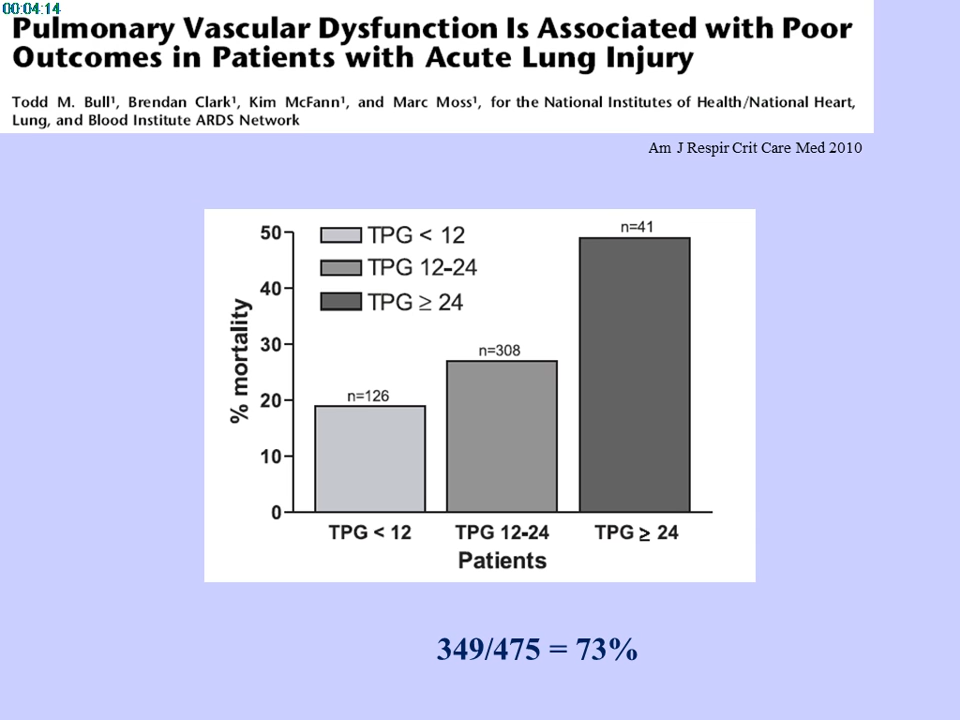 00:04:14
Pulmonary Vascular Dysfunction Is Associated with Poor
Outcomes in Patients with Acute Lung Injury
Todd M. Bull¹, Brendan Clark¹, Kim McFann¹, and Marc Moss¹, for the National Institutes of Health/National Heart,
Lung, and Blood Institute ARDS Network
Am J Respir Crit Care Med 2010
TPG < 12
TPG 12-24
TPG ≥ 24
% mortality
50
40
30
20
10
0
n=126
n=308
n=41
TPG < 12 TPG 12-24 TPG ≥ 24
Patients
349/475 = 73%